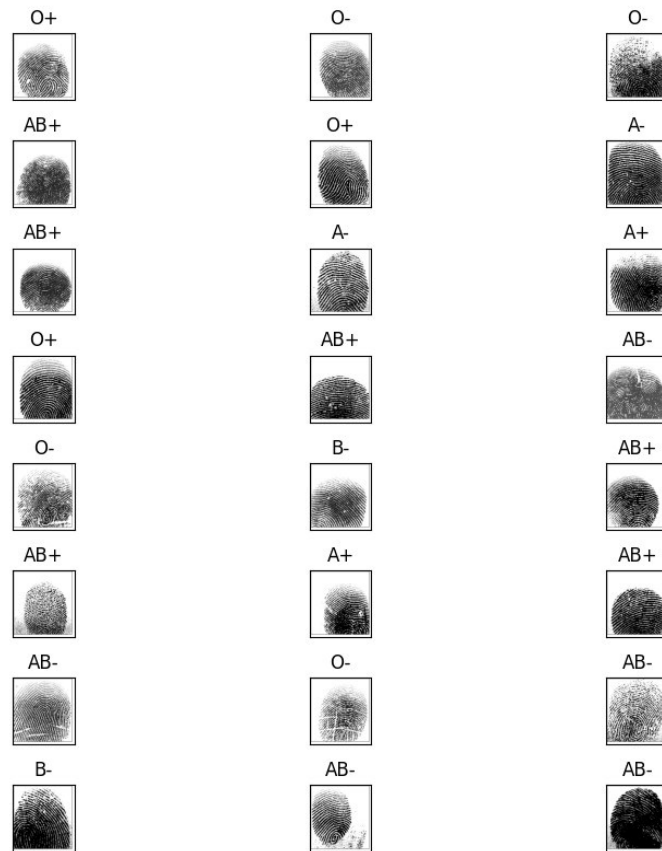 O+ O- O-
AB+ O+ A-
AB+ A- A+
O+ AB+ AB-
O- B- AB+
AB+ A+ AB+
AB- O- AB-
B- AB- AB-